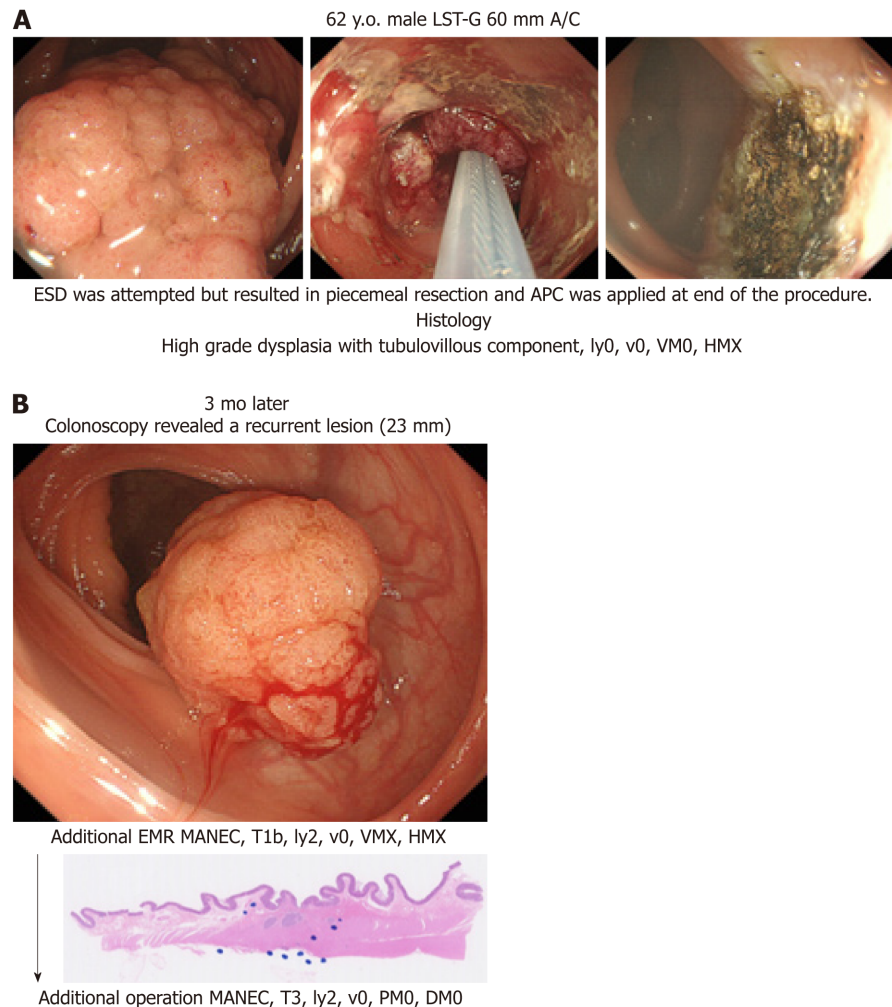 A
62 y.o. male LST-G 60 mm A/C
ESD was attempted but resulted in piecemeal resection and APC was applied at end of the procedure.
Histology
High grade dysplasia with tubulovillous component, ly0, v0, VM0, HMX
B
3 mo later
Colonoscopy revealed a recurrent lesion (23 mm)
Additional EMR MANEC, T1b, ly2, v0, VMX, HMX
Additional operation MANEC, T3, ly2, v0, PM0, DM0